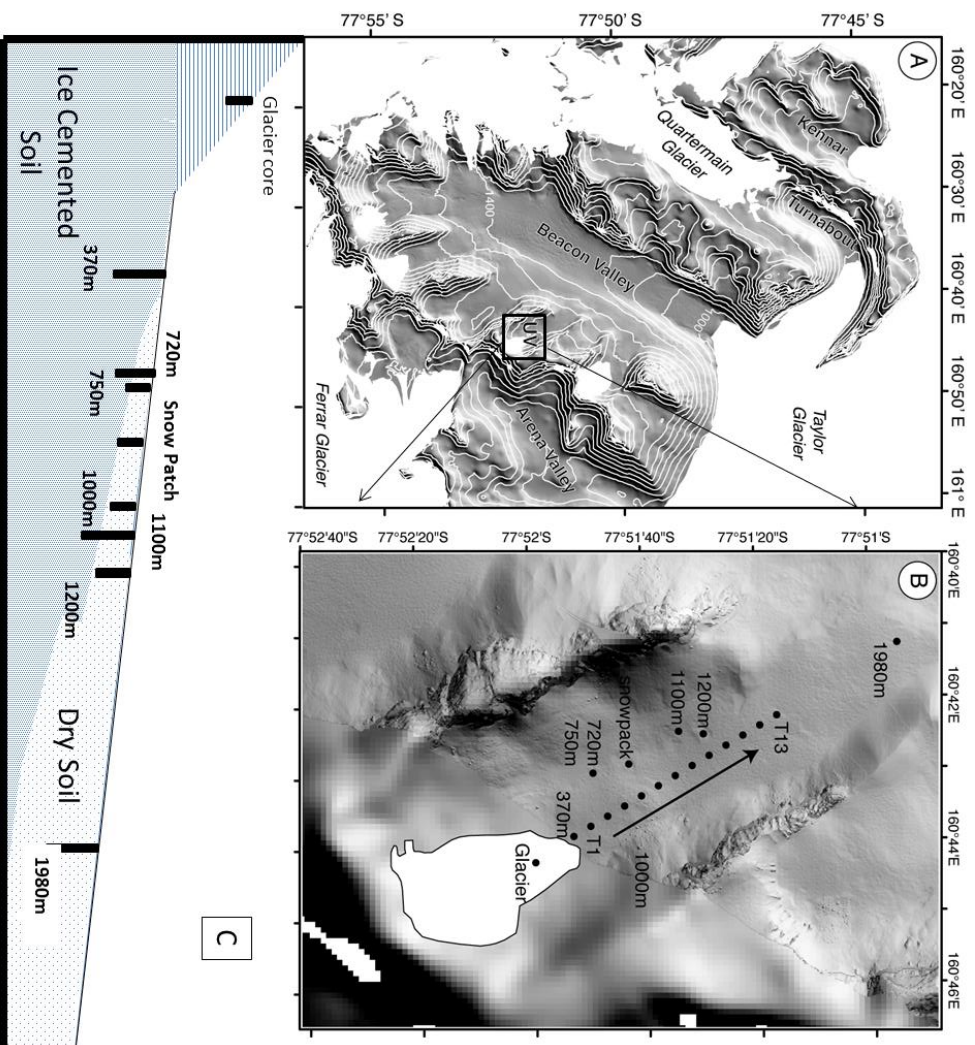 A
160°20' E
160°30' E
160°40' E
160°50' E
161° E
77°45' S
77°50' S
77°55' S
Kennar
Turnabout
Quartermain
Glacier
Taylor
Glacier
1000
Beacon Valley
1400
UV
Arena Valley
Ferrar Glacier
B
160°40'E
160°42'E
160°44'E
160°46'E
77°51'S
77°51'20"S
77°51'40"S
77°52'S
77°52'20"S
77°52'40"S
1980m
T13
1200m
1100m
snowpack
1000m
720m
750m
T1
370m
Glacier
C
Glacier core
720m
Snow Patch
1100m
1980m
370m
750m
1000m
1200m
Ice Cemented
Soil
Dry Soil